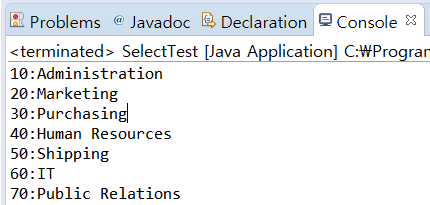 Problems @ Javadoc Declaration Console
<terminated> SelectTest [Java Application] C:₩Program
10:Administration
20:Marketing
30:Purchasing
40:Human Resources
50:Shipping
60:IT
70:Public Relations